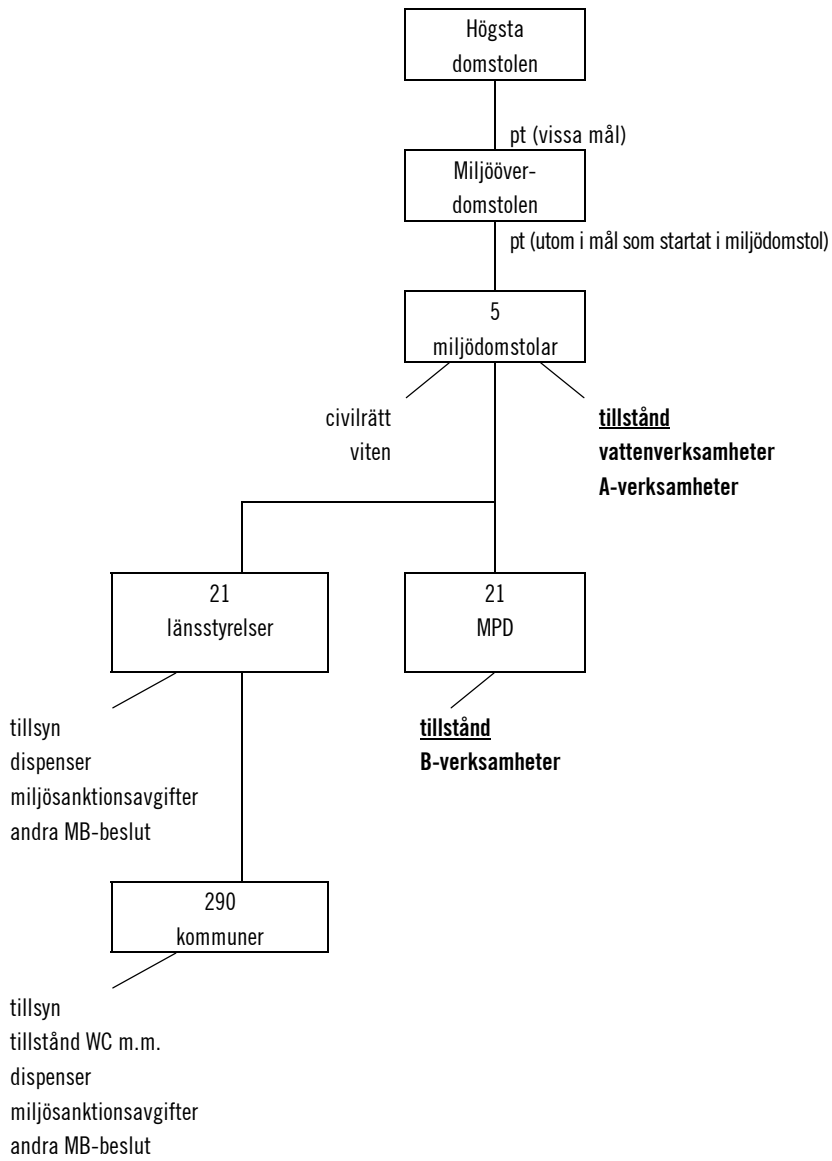 Högsta
domstolen
pt (vissa mål)
Miljööver-
domstolen
pt (utom i mål som startat i miljödomstol)
5
miljödomstolar
civilrätt
viten
tillstånd
vattenverksamheter
A-verksamheter
21
länsstyrelser
21
MPD
tillsyn
dispenser
miljösanktionsavgifter
andra MB-beslut
tillstånd
B-verksamheter
290
kommuner
tillsyn
tillstånd WC m.m.
dispenser
miljösanktionsavgifter
andra MB-beslut